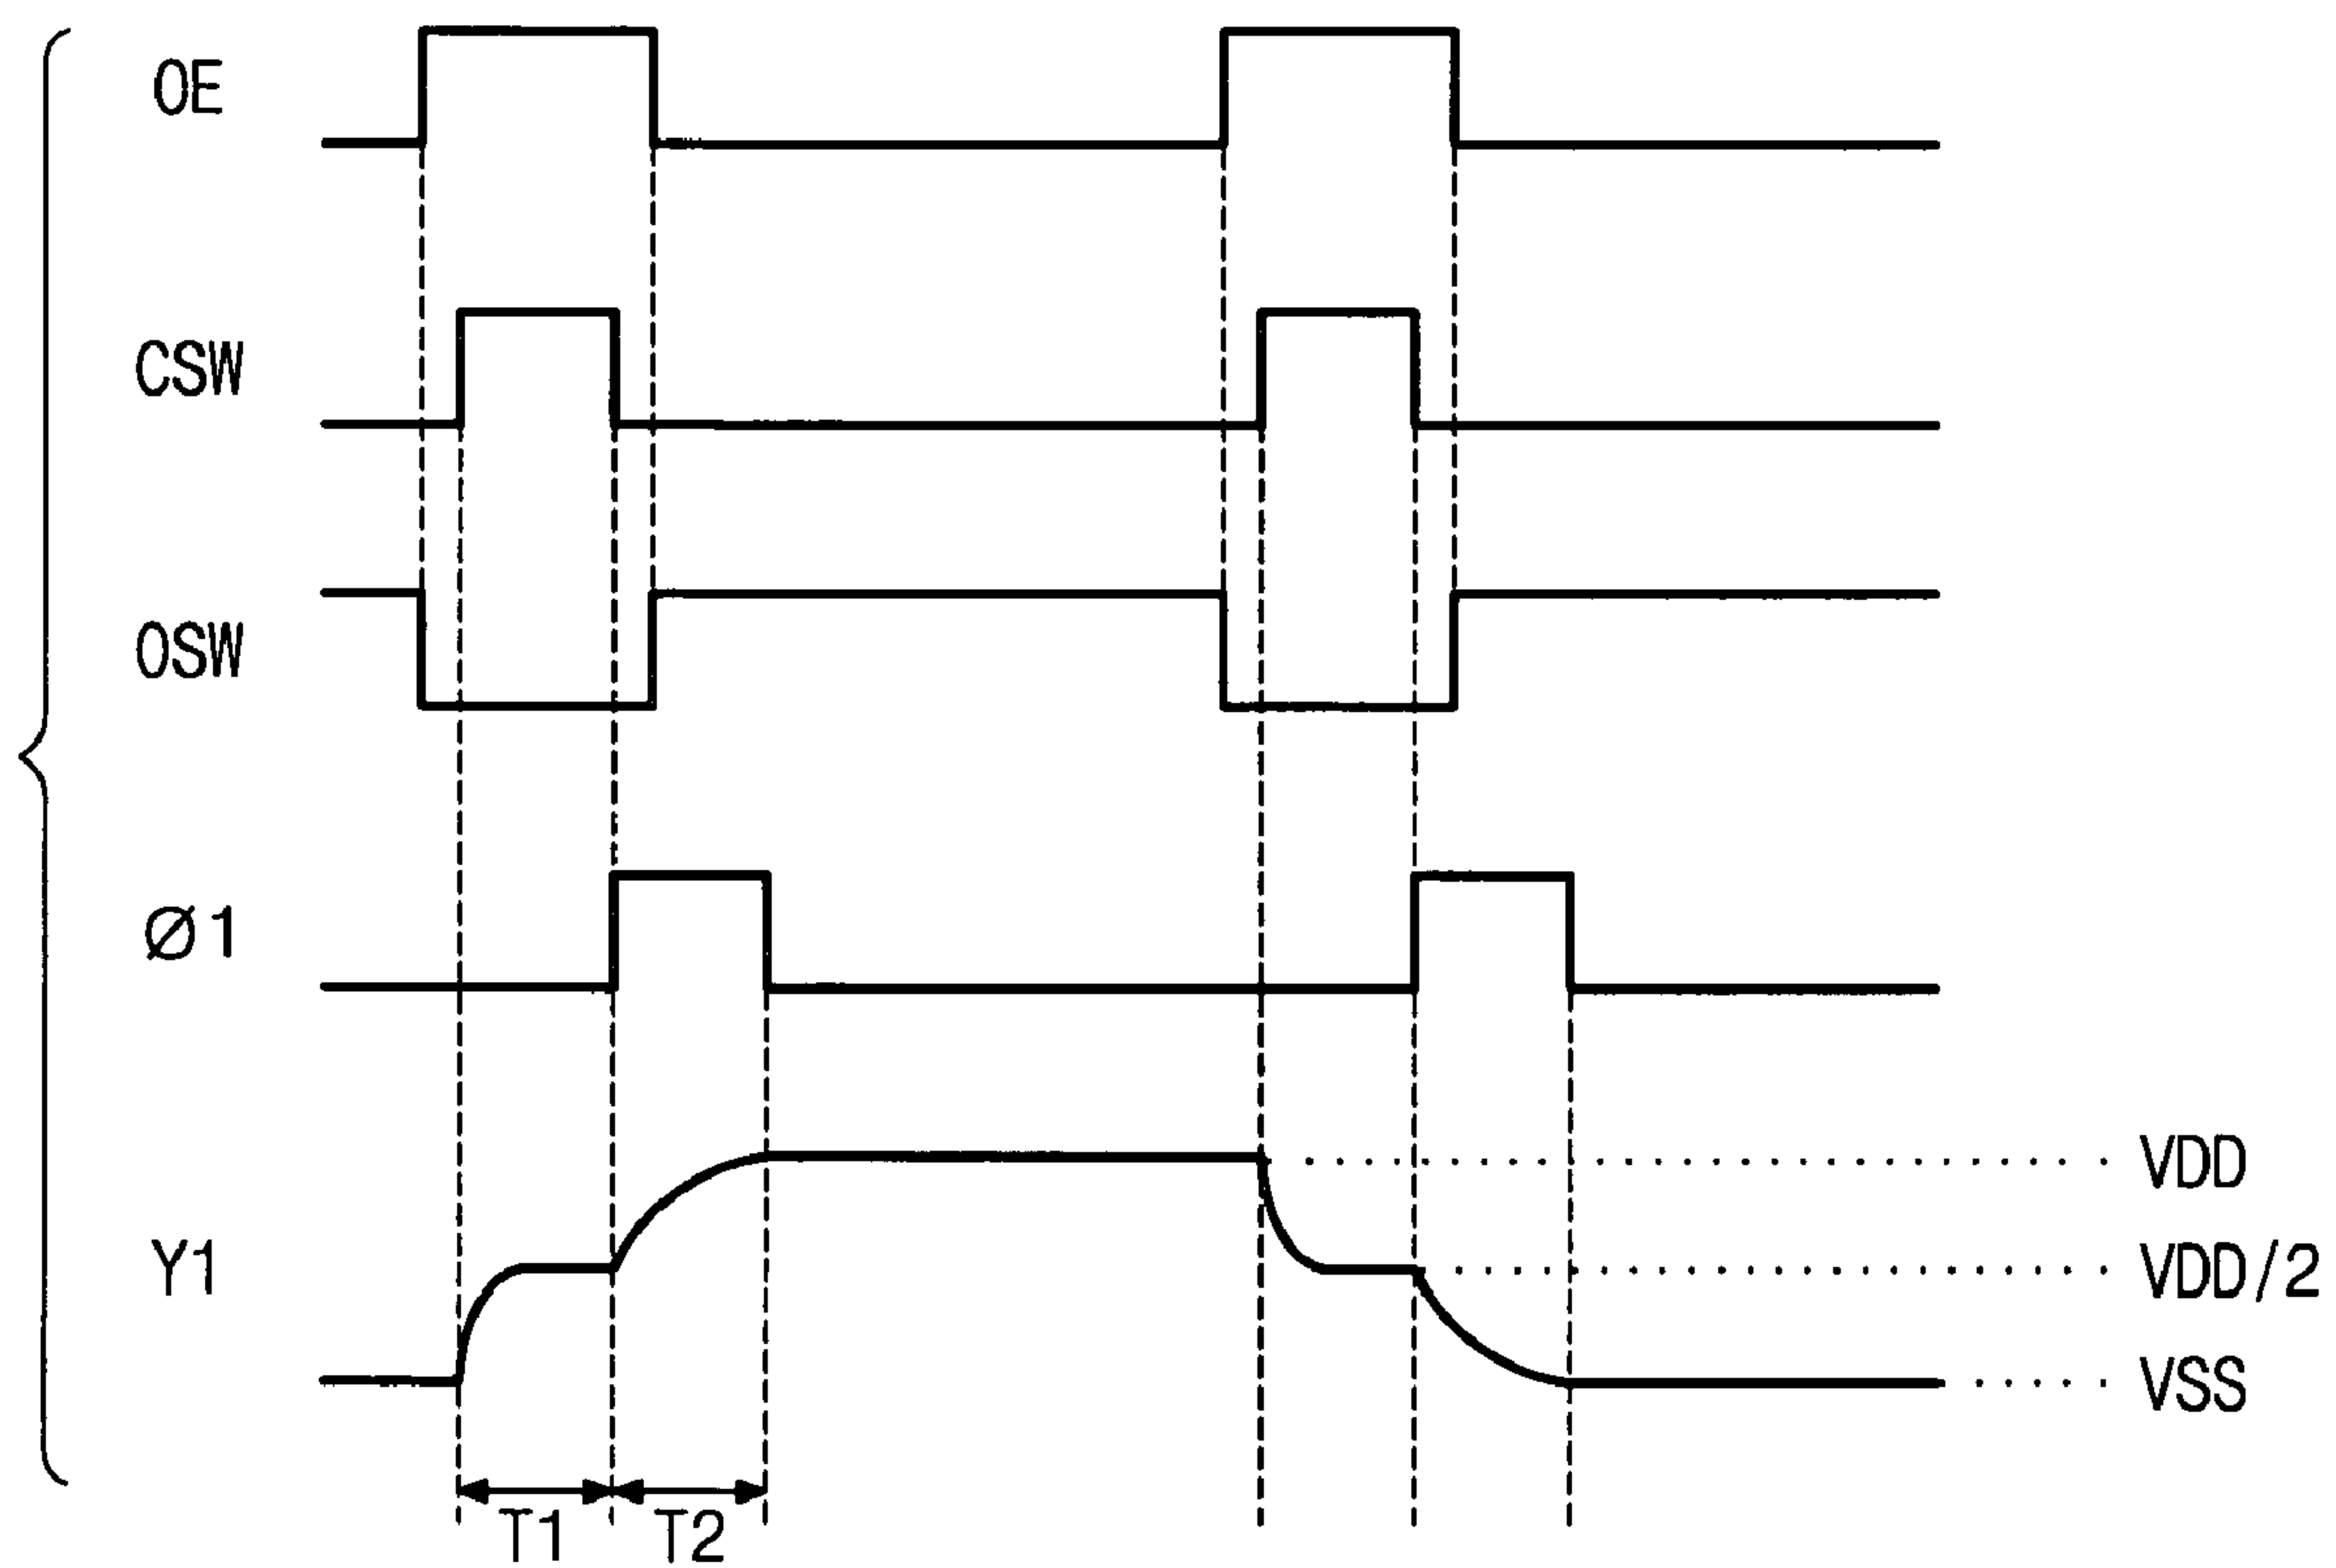 OE
CSW
OSW
Ø1
VDD
Y1
VDD/2
VSS
T1
T2